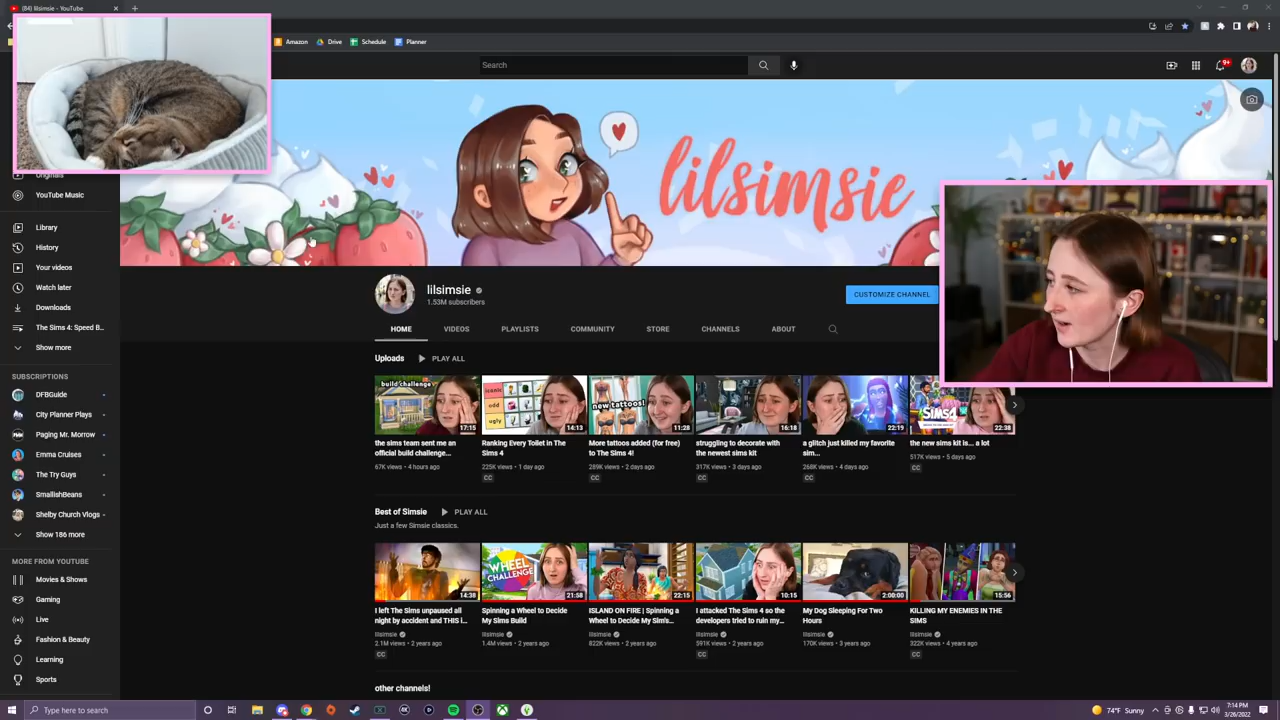 (84) lilsimsie - YouTube
Amazon
Drive
Schedule
Planner
Search
9+
Originals
YouTube Music
Library
History
Your videos
Watch later
Downloads
The Sims 4: Speed B...
Show more
SUBSCRIPTIONS
DFBGuide
City Planner Plays
Paging Mr. Morrow
Emma Cruises
The Try Guys
SmallishBeans
Shelby Church Vlogs
Show 186 more
MORE FROM YOUTUBE
Movies & Shows
Gaming
Live
Fashion & Beauty
Learning
Sports
lilsimsie
lilsimsie
1.53M subscribers
CUSTOMIZE CHANNEL
HOME
VIDEOS
PLAYLISTS
COMMUNITY
STORE
CHANNELS
ABOUT
Uploads
PLAY ALL
build challenge
17:15
the sims team sent me an
official build challenge...
67K views • 4 hours ago
iconic
odd
ugly
14:13
Ranking Every Toilet in The
Sims 4
225K views • 1 day ago
CC
new tattoos!
11:28
More tattoos added (for free)
to The Sims 4!
289K views • 2 days ago
CC
16:18
struggling to decorate with
the newest sims kit
317K views • 3 days ago
CC
22:19
a glitch just killed my favorite
sim...
268K views • 4 days ago
CC
SIMS4
22:38
the new sims kit is... a lot
517K views • 5 days ago
CC
Best of Simsie
PLAY ALL
Just a few Simsie classics.
14:38
I left The Sims unpaused all
night by accident and THIS i...
lilsimsie
2.1M views • 2 years ago
CC
WHEEL
CHALLENGE
21:58
Spinning a Wheel to Decide
My Sims Build
lilsimsie
1.4M views • 2 years ago
22:15
ISLAND ON FIRE | Spinning a
Wheel to Decide My Sim's...
lilsimsie
822K views • 2 years ago
10:15
I attacked The Sims 4 so the
developers tried to ruin my...
lilsimsie
591K views • 2 years ago
CC
2:00:00
My Dog Sleeping For Two
Hours
lilsimsie
170K views • 3 years ago
15:56
KILLING MY ENEMIES IN THE
SIMS
lilsimsie
322K views • 4 years ago
CC
other channels!
Type here to search
74°F Sunny
7:14 PM
3/26/2022